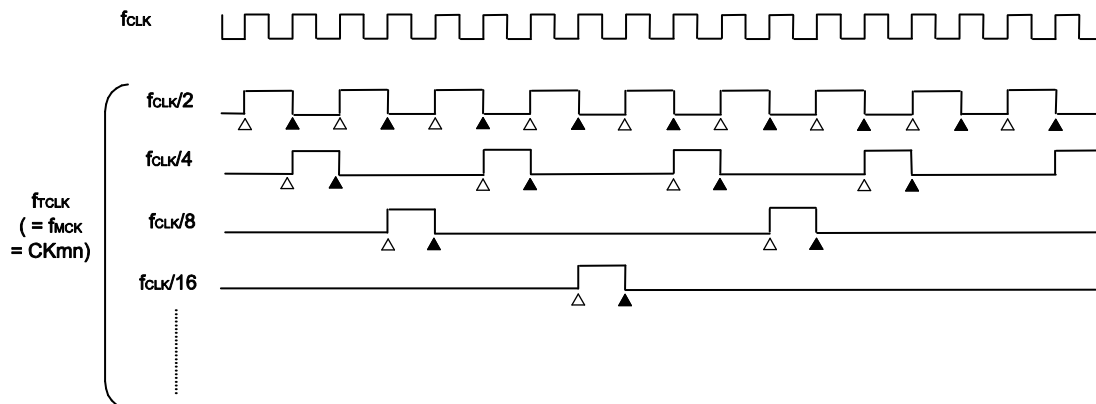 fCLK
fCLK/2
fCLK/4
fCLK/8
fCLK/16
fTCLK
( = fMCK
= CKmn)